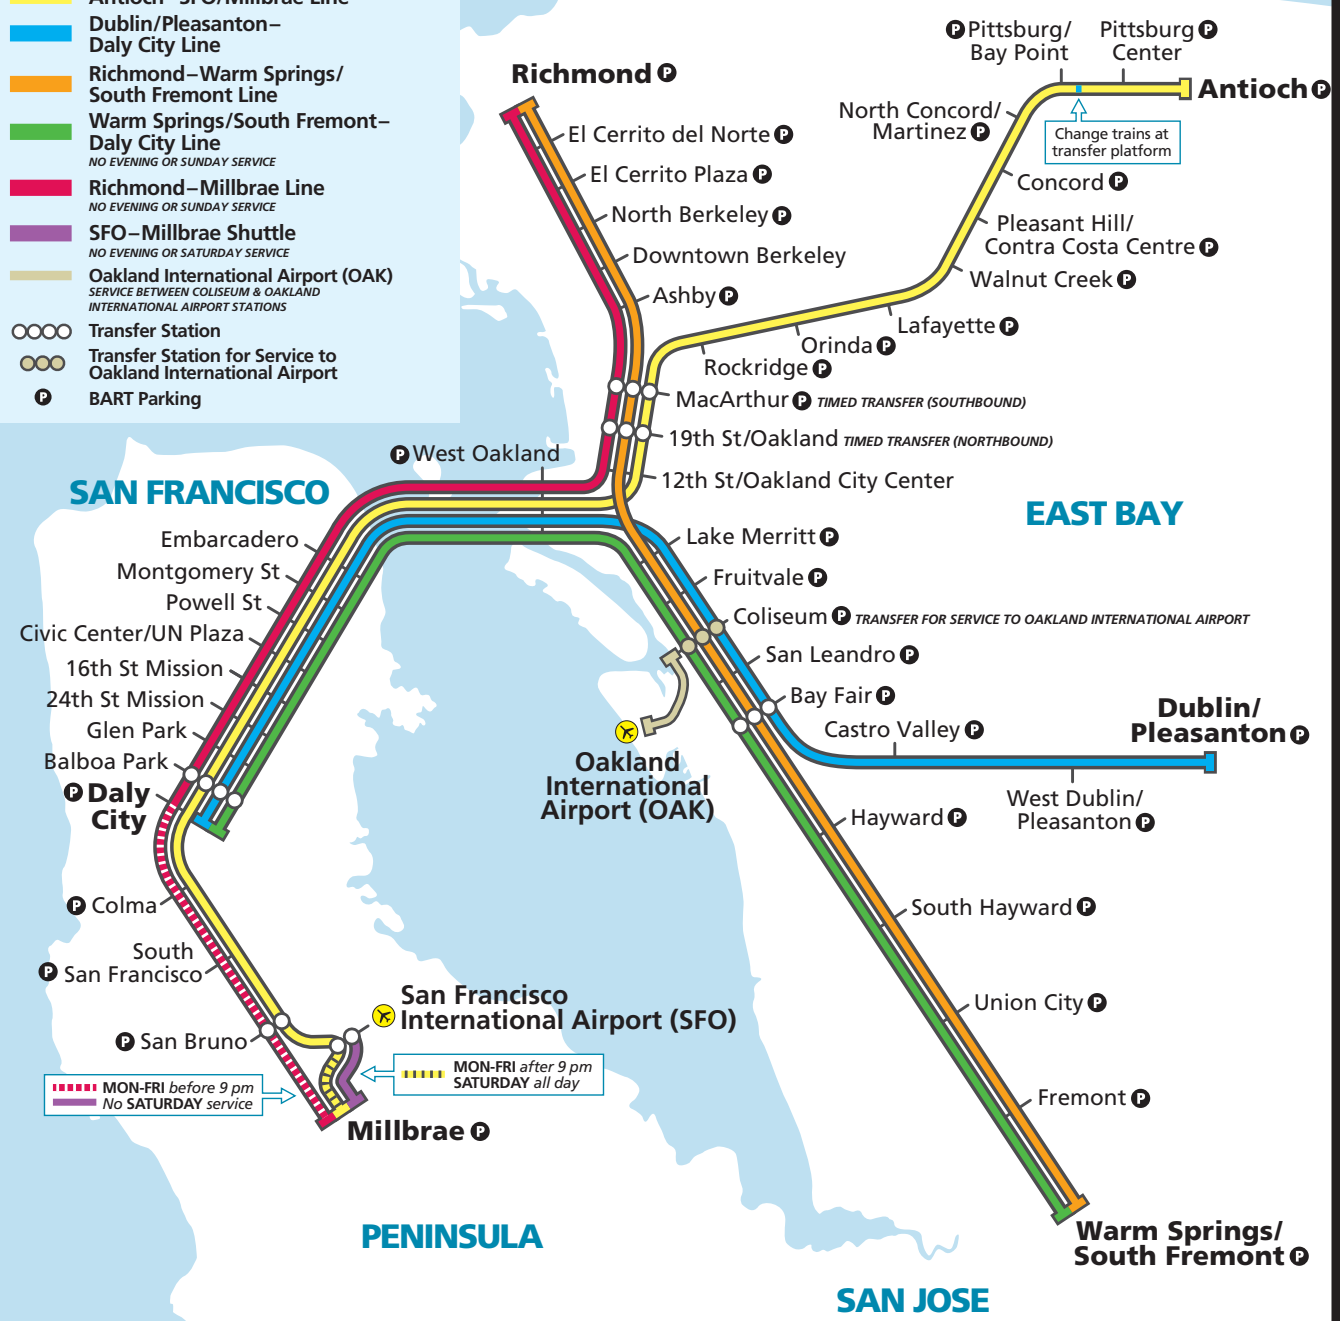 Antioch–SFO/Millbrae Line
Dublin/Pleasanton–
Daly City Line
Richmond–Warm Springs/
South Fremont Line
Warm Springs/South Fremont–
Daly City Line
NO EVENING OR SUNDAY SERVICE
Richmond–Millbrae Line
NO EVENING OR SUNDAY SERVICE
SFO–Millbrae Shuttle
NO EVENING OR SATURDAY SERVICE
Oakland International Airport (OAK)
SERVICE BETWEEN COLISEUM & OAKLAND
INTERNATIONAL AIRPORT STATIONS
Transfer Station
Transfer Station for Service to
Oakland International Airport
P BART Parking
Richmond P
El Cerrito del Norte P
El Cerrito Plaza P
North Berkeley P
Downtown Berkeley
Ashby P
P Pittsburg/
Bay Point
Pittsburg P
Center
Antioch P
Change trains at
transfer platform
North Concord/
Martinez P
Concord P
Pleasant Hill/
Contra Costa Centre P
Walnut Creek P
Lafayette P
Orinda P
Rockridge P
MacArthur P TIMED TRANSFER (SOUTHBOUND)
19th St/Oakland TIMED TRANSFER (NORTHBOUND)
12th St/Oakland City Center
P West Oakland
SAN FRANCISCO
EAST BAY
Embarcadero
Montgomery St
Powell St
Civic Center/UN Plaza
16th St Mission
24th St Mission
Glen Park
Balboa Park
P Daly
City
P Colma
South
P San Francisco
P San Bruno
Lake Merritt P
Fruitvale P
Coliseum P TRANSFER FOR SERVICE TO OAKLAND INTERNATIONAL AIRPORT
San Leandro P
Bay Fair P
Castro Valley P
Dublin/
Pleasanton P
West Dublin/
Pleasanton P
Oakland
International
Airport (OAK)
Hayward P
South Hayward P
Union City P
Fremont P
Warm Springs/
South Fremont P
San Francisco
International Airport (SFO)
MON-FRI after 9 pm
SATURDAY all day
MON-FRI before 9 pm
No SATURDAY service
Millbrae P
PENINSULA
SAN JOSE